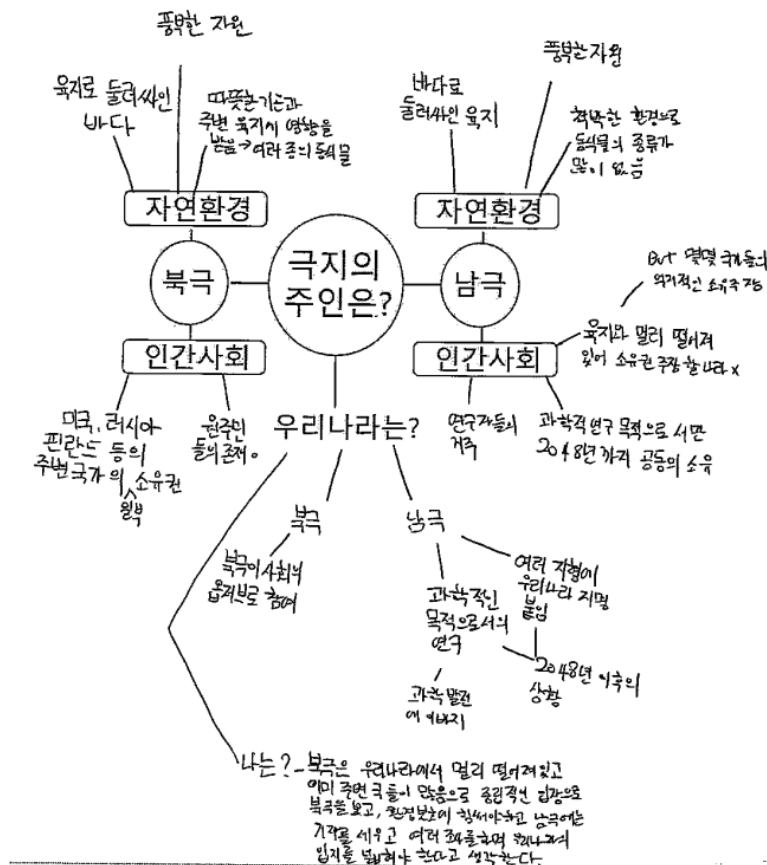 풍부한 자원
육지로 둘러싸인
바다
따뜻한 기온과
주변 육지의 영향을
받음 → 여러 종의 동식물
자연환경
북극
인간사회
미국, 러시아
핀란드 등의
주변국가의 소유권
일부
원주민
들의 존재.
극지의
주인은?
풍부한 자원
바다로
둘러싸인 육지
척박한 환경으로
동식물의 종류가
많이 없음
자연환경
남극
인간사회
But 몇몇 국가들의
억지적인 소유주장
육지와 멀리 떨어져
있어 소유권 주장할 나라 x
연구자들의
거주
과학적 연구 목적으로서만
2048년까지 공동의 소유
우리나라는?
북극
북극이사회의
옵저브로 참여
남극
과학적인
목적으로서의
연구
과학 발전
에 이바지
여러 지형에
우리나라 지명
붙임
2048년 이후의
상황
나는? - 북극은 우리나라에서 멀리 떨어져있고
이미 주변국들이 많음으로 중립적인 입장으로
북극을 보고, 환경보호에 힘써야하고 남극에는
기지를 세우고 여러 하며 우리나라의
입지를 넓혀야 한다고 생각한다.